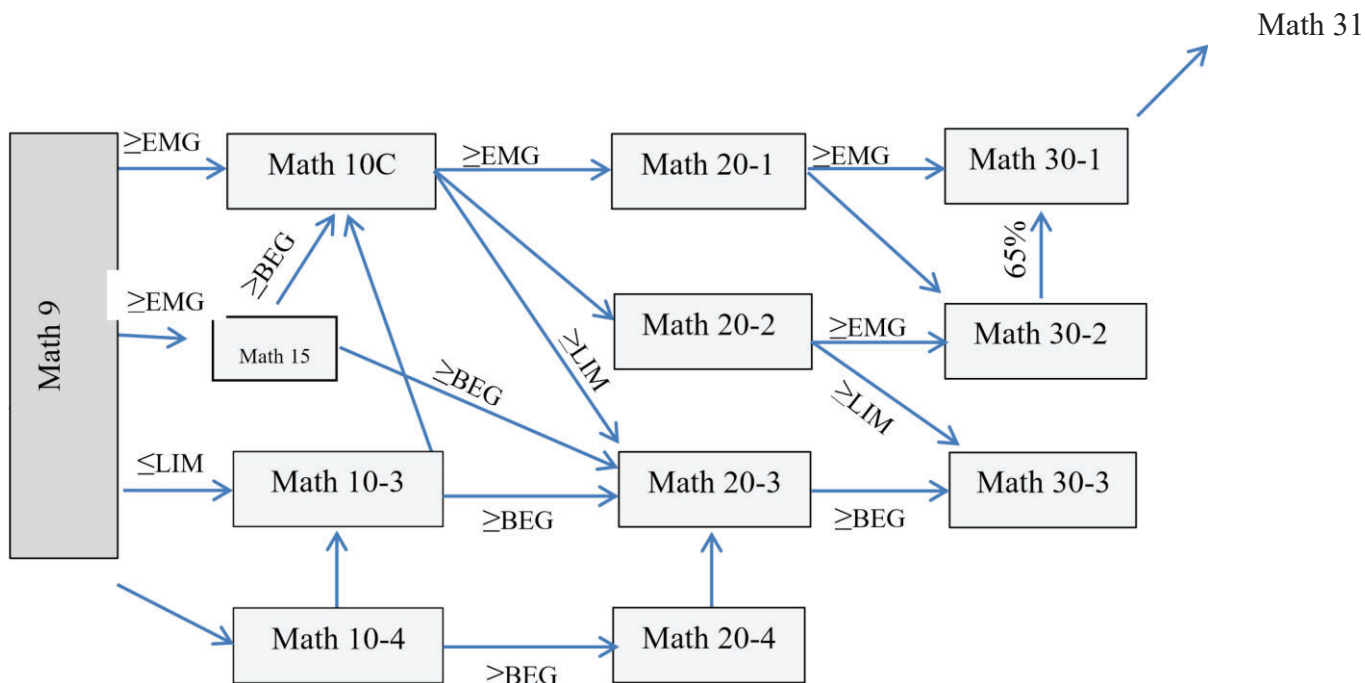 Math 31
≥EMG
Math 10C
≥EMG
Math 20-1
≥EMG
Math 30-1
≥BEG
65%
Math 9
≥EMG
Math 15
Math 20-2
≥EMG
Math 30-2
≥LIM
≥BEG
≥LIM
≤LIM
Math 10-3
≥BEG
Math 20-3
≥BEG
Math 30-3
Math 10-4
≥BEG
Math 20-4